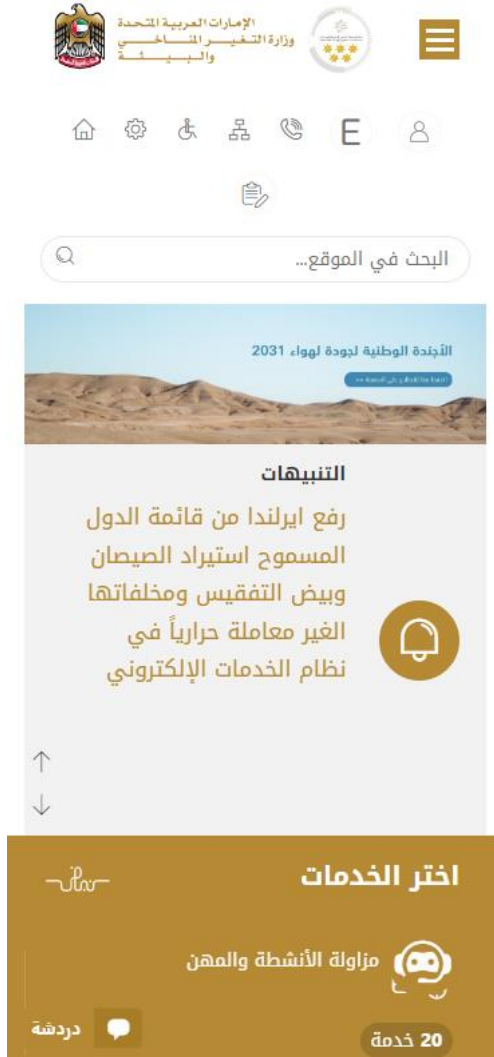 الإمارات العربية المتحدة
وزارة التغير المناخي
والبيئة
E
البحث في الموقع...
الأجندة الوطنية لجودة لهواء 2031
التنبيهات
رفع ايرلندا من قائمة الدول
المسموح استيراد الصيصان
وبيض التفقيس ومخلفاتها
الغير معاملة حرارياً في
نظام الخدمات الإلكتروني
اختر الخدمات
مزاولة الأنشطة والمهن
دردشة
20 خدمة